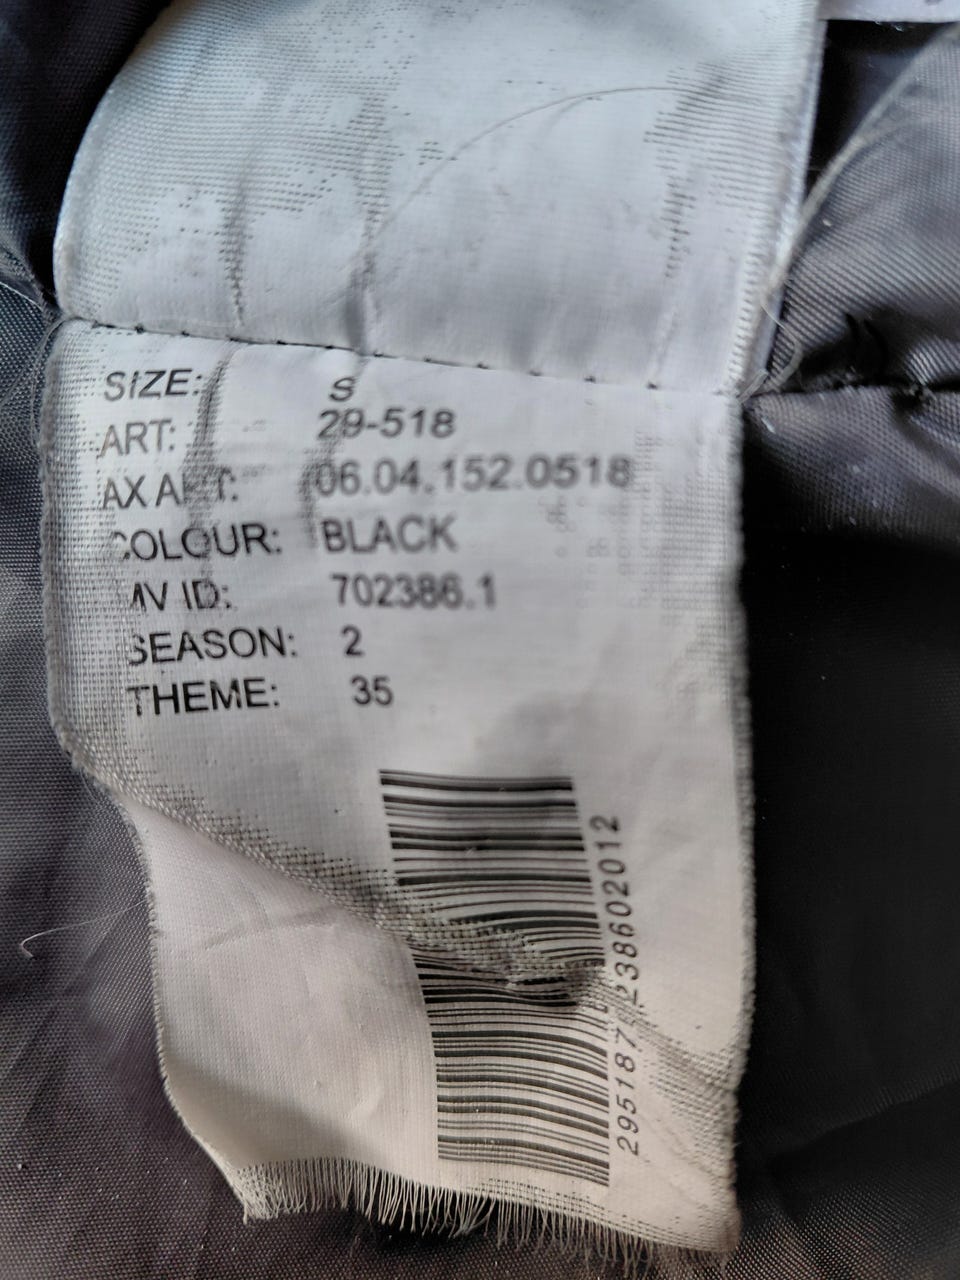 SIZE: S
ART: 29-518
AX ART: 06.04.152.0518
COLOUR: BLACK
MV ID: 702386.1
SEASON: 2
THEME: 35